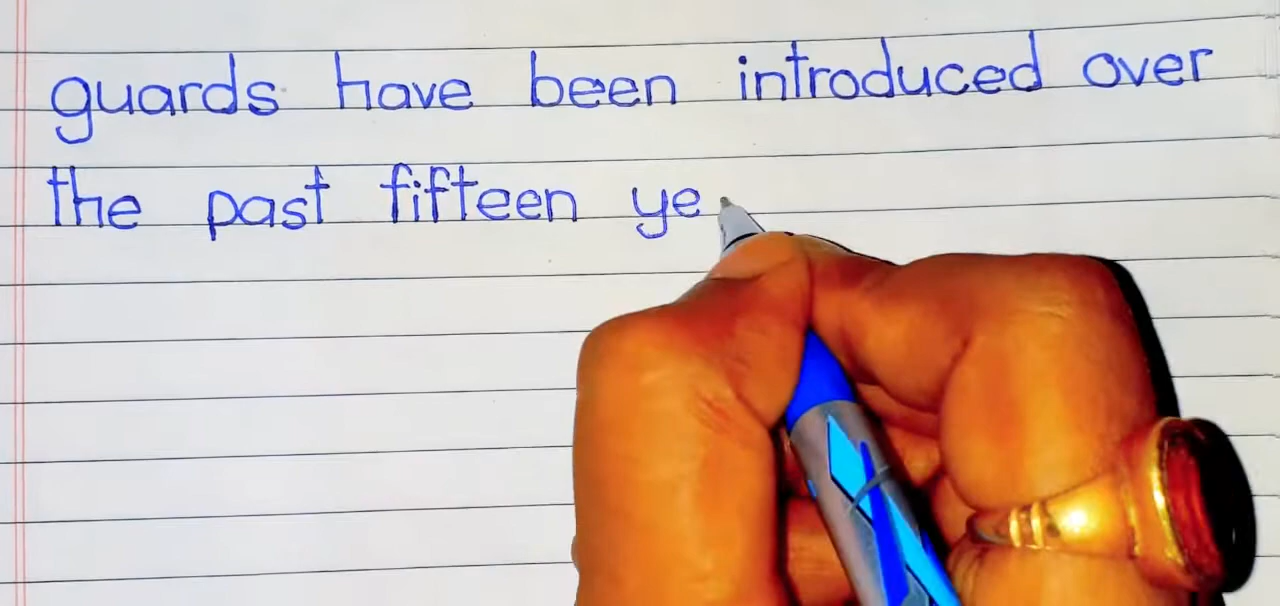 guards have been introduced over
the past fifteen ye